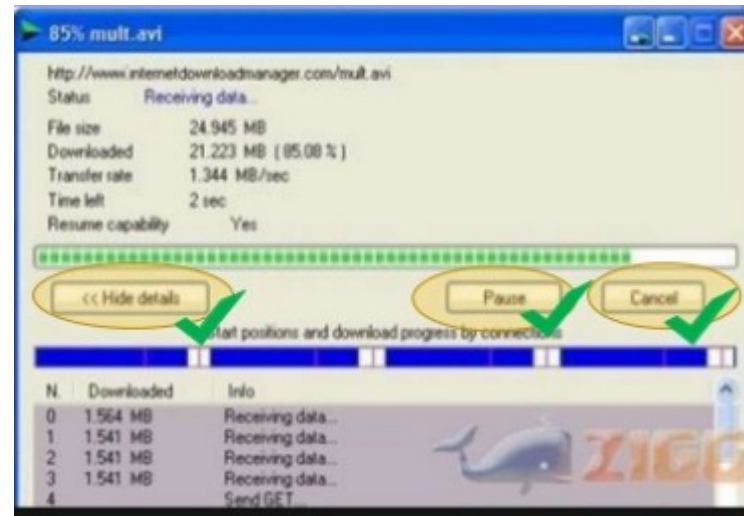 85% mult.avi
http://www.internetdownloadmanager.com/mult.avi
Status Receiving data...
File size 24.945 MB
Downloaded 21.223 MB ( 85.08 % )
Transfer rate 1.344 MB/sec
Time left 2 sec
Resume capability Yes
<< Hide details Pause Cancel
Start positions and download progress by connections
N. Downloaded Info
0 1.564 MB Receiving data...
1 1.541 MB Receiving data...
2 1.541 MB Receiving data...
3 1.541 MB Receiving data...
4 Send GET...
ZIGG